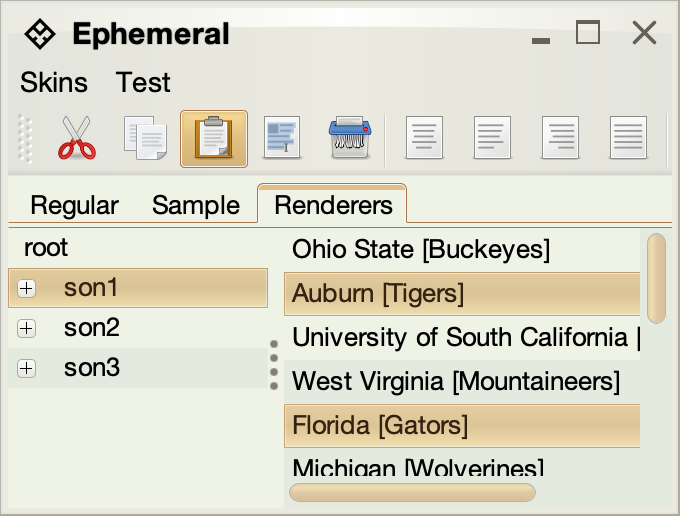 Ephemeral
Skins Test
Regular Sample Renderers
root
son1
son2
son3
Ohio State [Buckeyes]
Auburn [Tigers]
University of South California [
West Virginia [Mountaineers]
Florida [Gators]
Michigan [Wolverines]